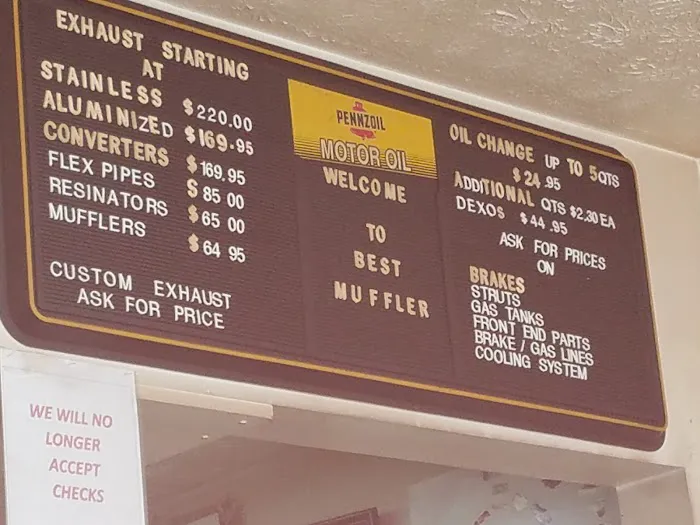 EXHAUST STARTING
AT
STAINLESS $220.00
ALUMINIZED $169.95
CONVERTERS $169.95
FLEX PIPES $85 00
RESINATORS $65 00
MUFFLERS $64 95
CUSTOM EXHAUST
ASK FOR PRICE
PENNZOIL
MOTOR OIL
WELCOME
TO
BEST
MUFFLER
OIL CHANGE UP TO 5QTS
$24.95
ADDITIONAL QTS $2.30 EA
DEXOS $44.95
ASK FOR PRICES
ON
BRAKES
STRUTS
GAS TANKS
FRONT END PARTS
BRAKE / GAS LINES
COOLING SYSTEM
WE WILL NO
LONGER
ACCEPT
CHECKS